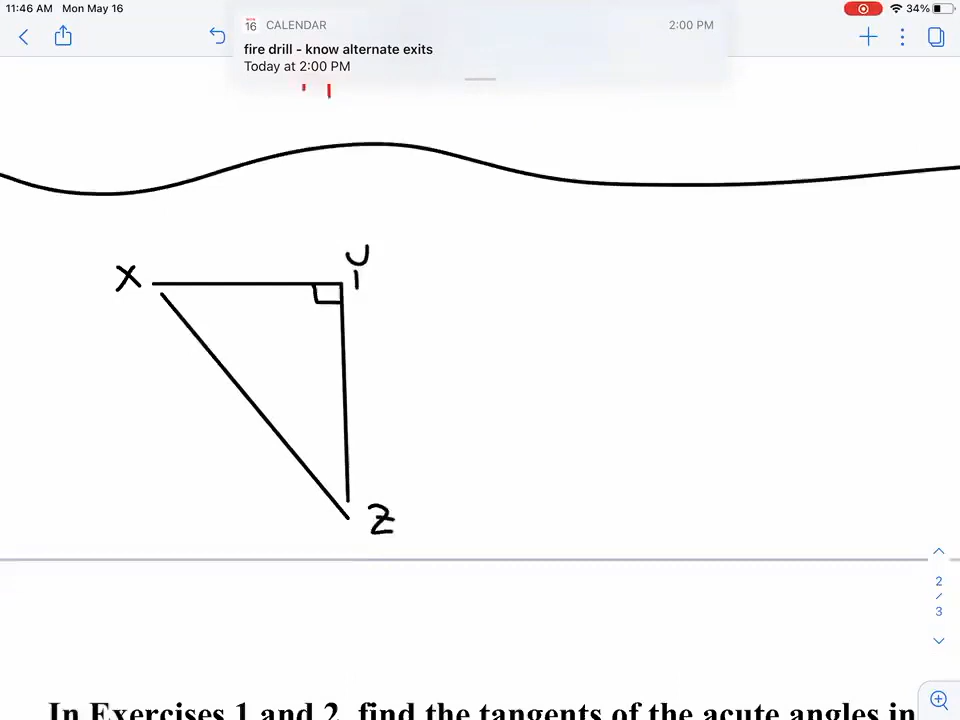 11:46 AM Mon May 16
34%
16 CALENDAR 2:00 PM
fire drill - know alternate exits
Today at 2:00 PM
X
Y
Z
2
/
3
In Exercises 1 and 2, find the tangents of the acute angles in